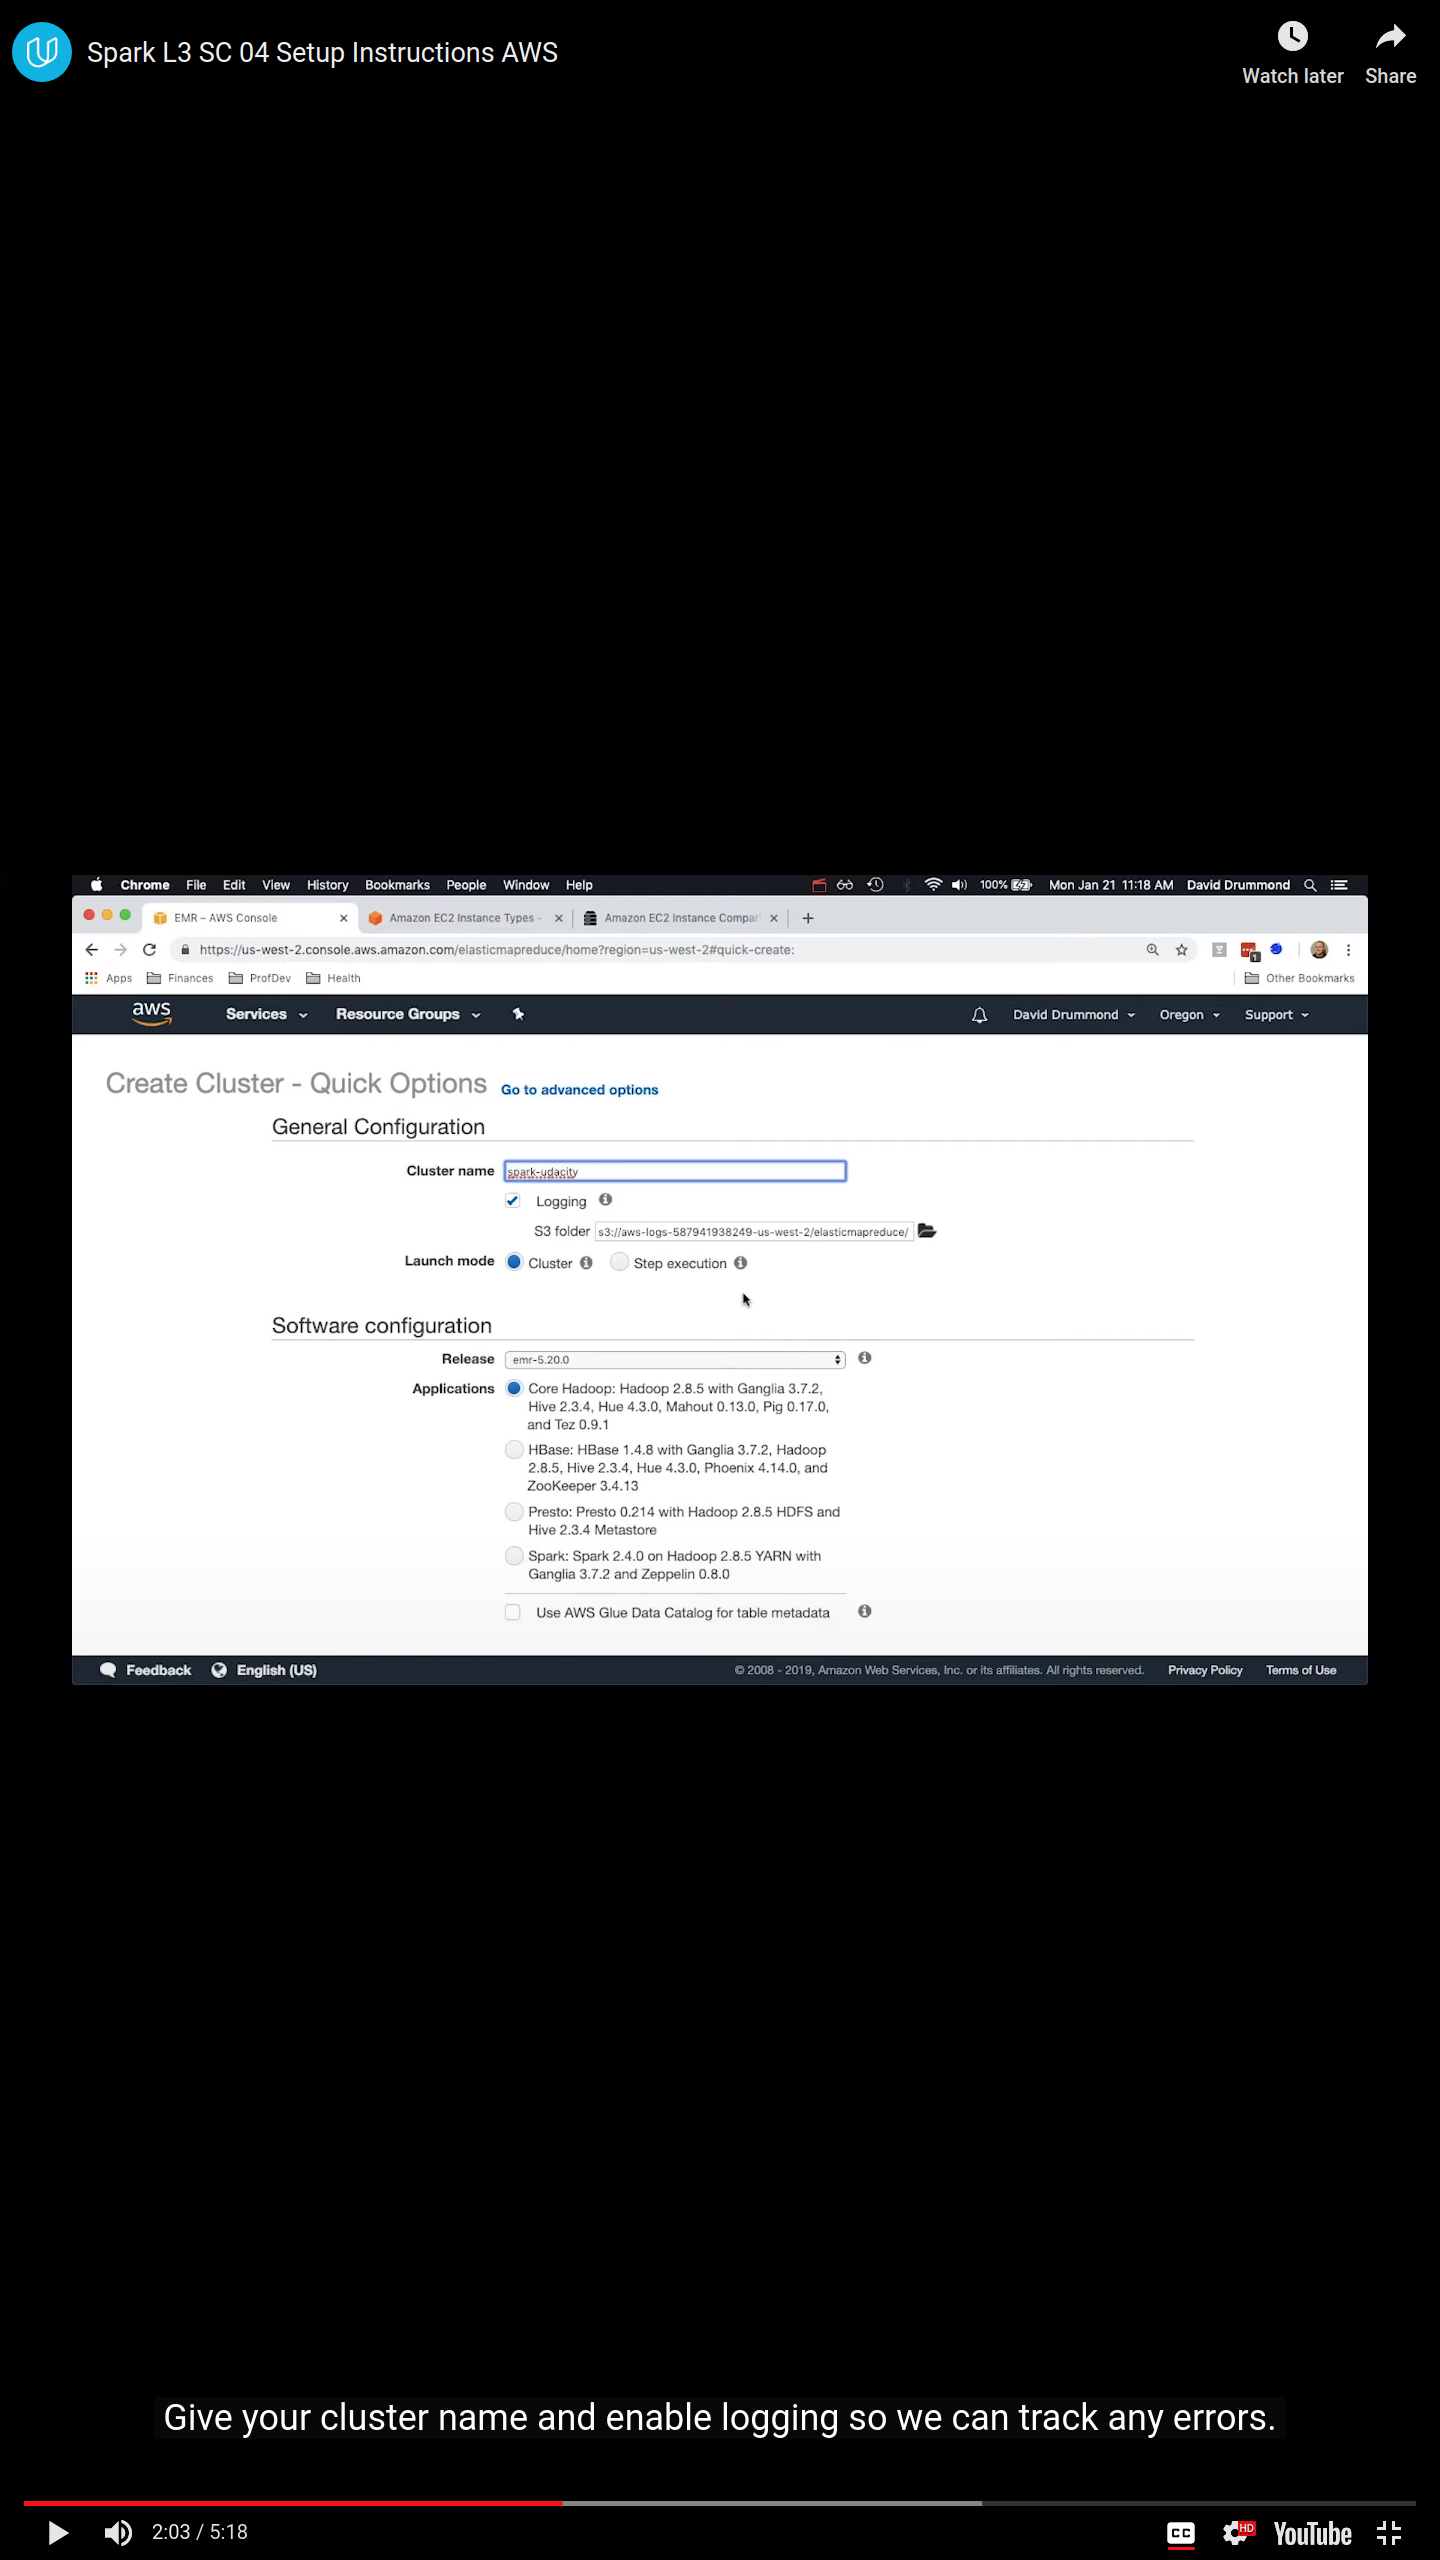 Spark L3 SC 04 Setup Instructions AWS
Watch later Share
Chrome File Edit View History Bookmarks People Window Help 100% Mon Jan 21 11:18 AM David Drummond
EMR – AWS Console Amazon EC2 Instance Types - Amazon EC2 Instance Compar
https://us-west-2.console.aws.amazon.com/elasticmapreduce/home?region=us-west-2#quick-create:
Apps Finances ProfDev Health Other Bookmarks
aws Services Resource Groups David Drummond Oregon Support
Create Cluster - Quick Options Go to advanced options
General Configuration
Cluster name spark-udacity
Logging
S3 folder s3://aws-logs-587941938249-us-west-2/elasticmapreduce/
Launch mode Cluster Step execution
Software configuration
Release emr-5.20.0
Applications Core Hadoop: Hadoop 2.8.5 with Ganglia 3.7.2,
Hive 2.3.4, Hue 4.3.0, Mahout 0.13.0, Pig 0.17.0,
and Tez 0.9.1
HBase: HBase 1.4.8 with Ganglia 3.7.2, Hadoop
2.8.5, Hive 2.3.4, Hue 4.3.0, Phoenix 4.14.0, and
ZooKeeper 3.4.13
Presto: Presto 0.214 with Hadoop 2.8.5 HDFS and
Hive 2.3.4 Metastore
Spark: Spark 2.4.0 on Hadoop 2.8.5 YARN with
Ganglia 3.7.2 and Zeppelin 0.8.0
Use AWS Glue Data Catalog for table metadata
Feedback English (US) © 2008 - 2019, Amazon Web Services, Inc. or its affiliates. All rights reserved. Privacy Policy Terms of Use
Give your cluster name and enable logging so we can track any errors.
2:03 / 5:18 CC HD YouTube